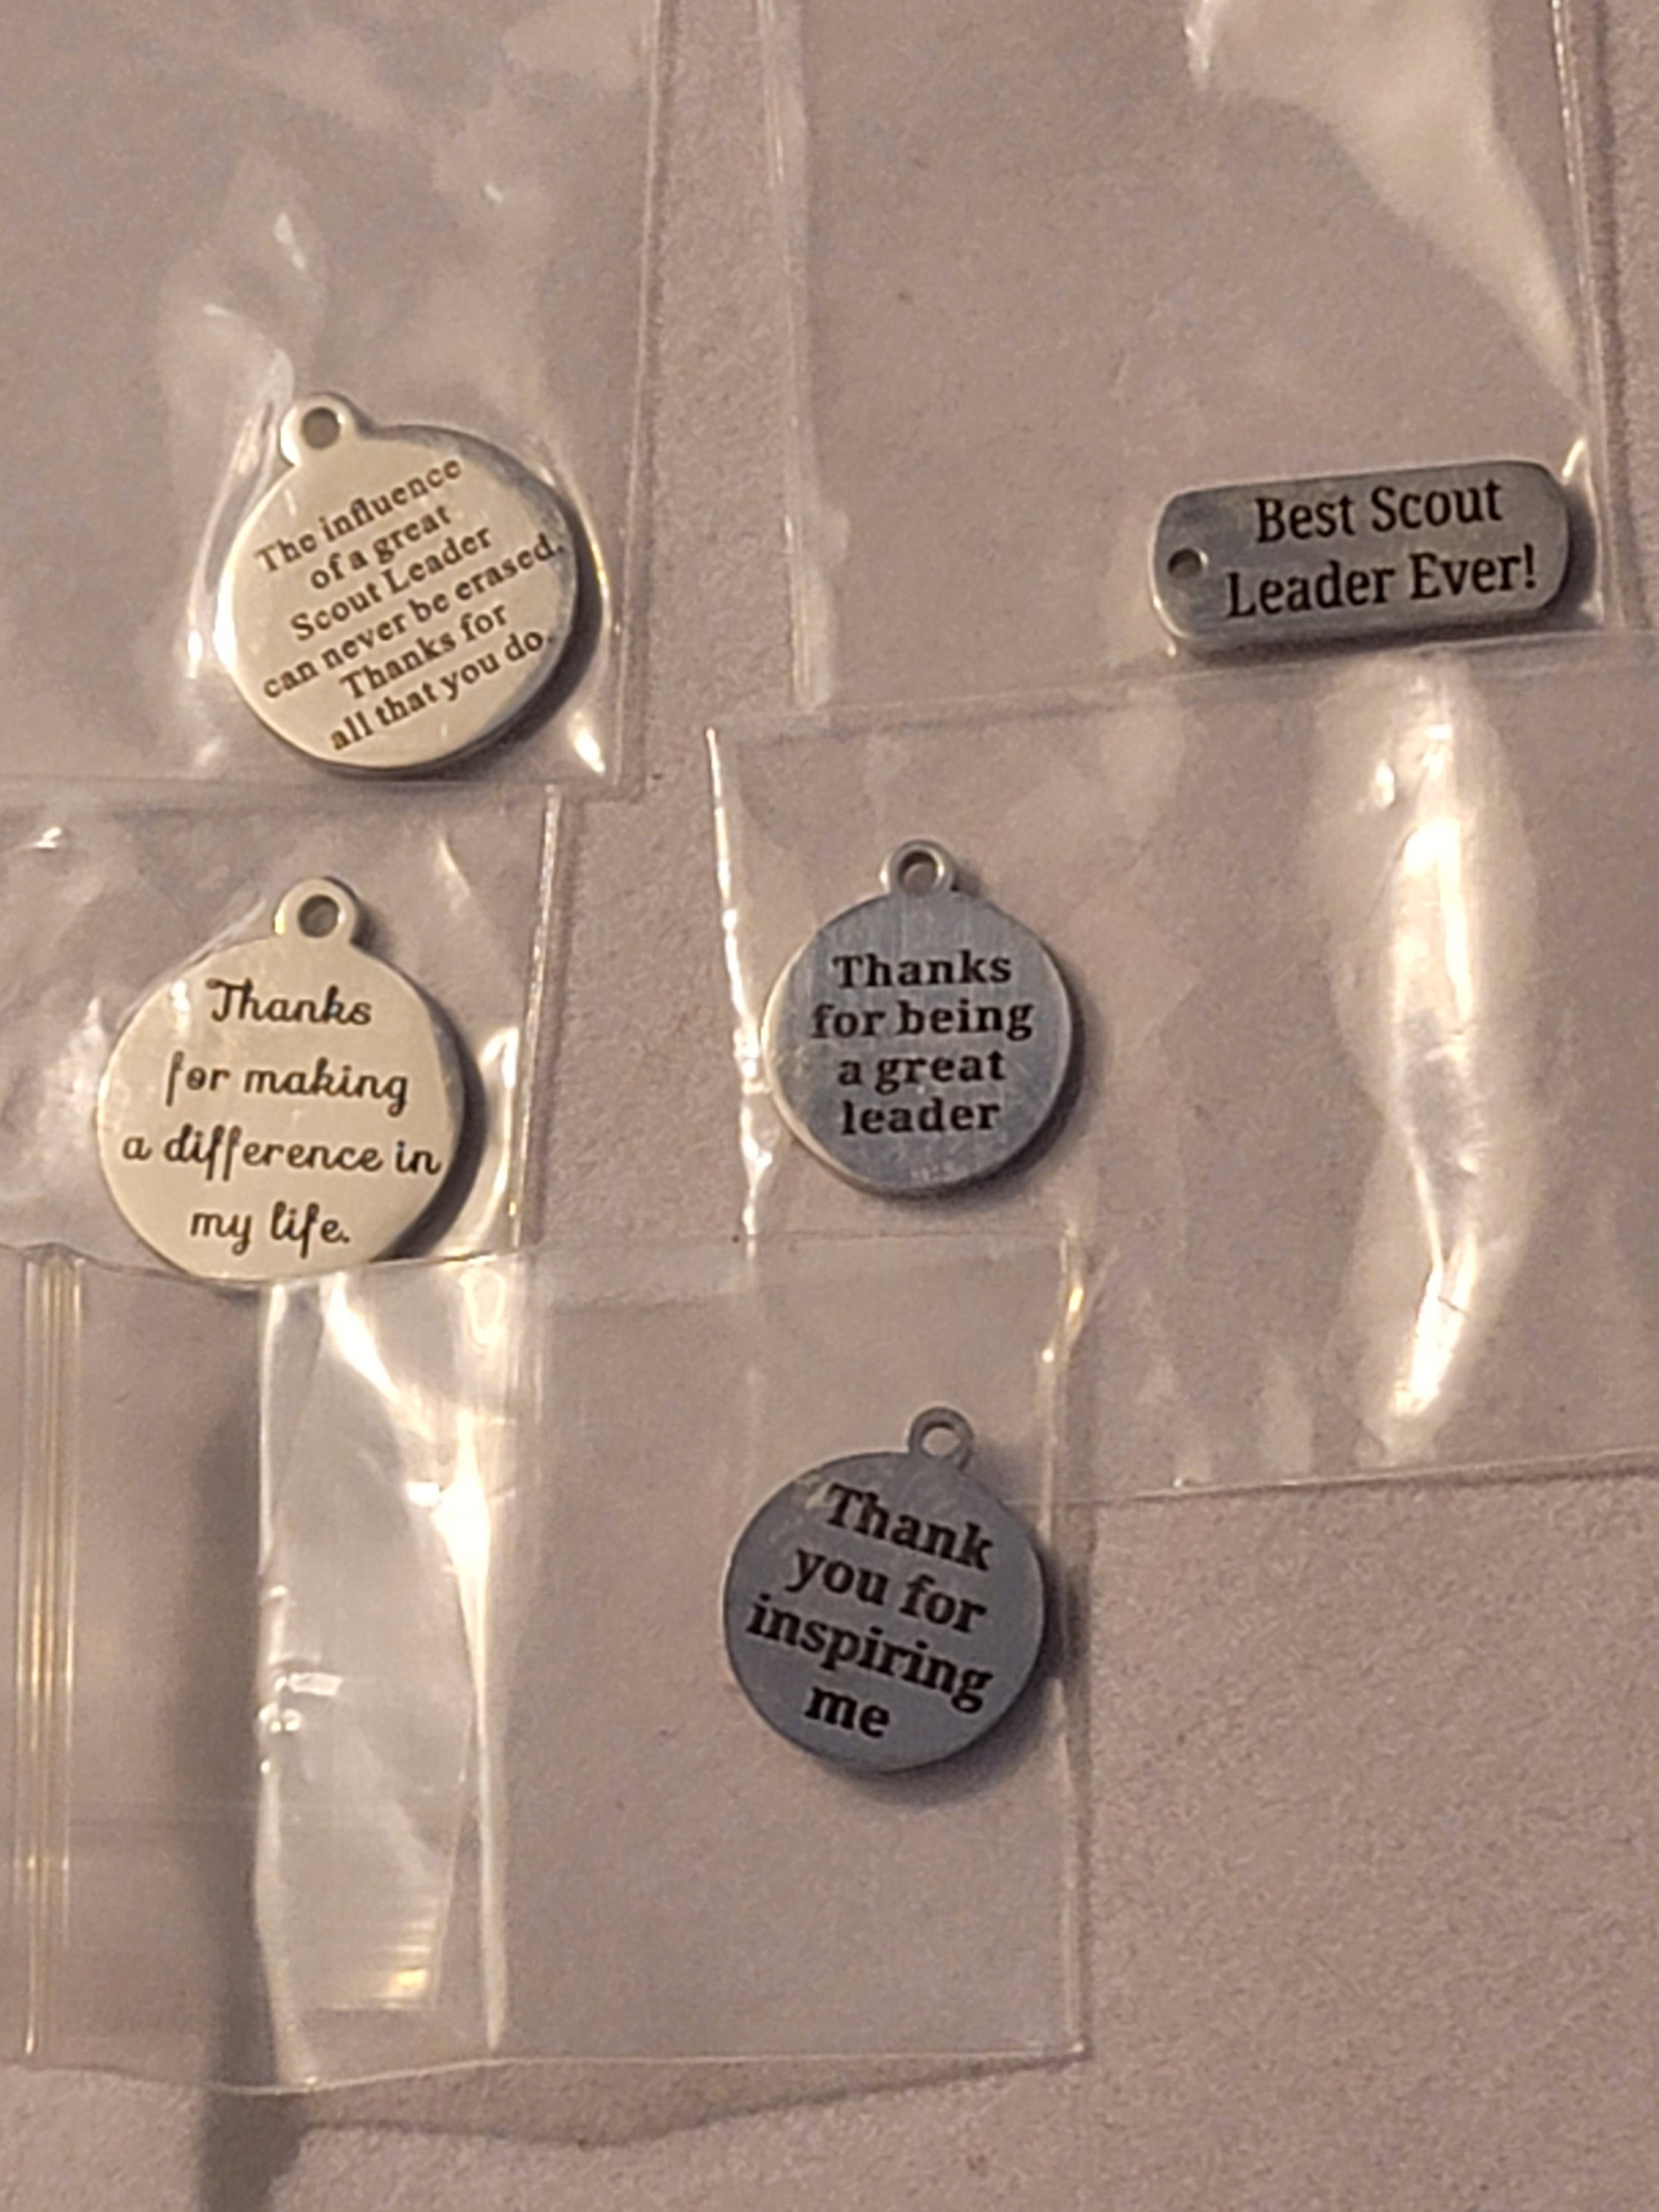 The influence
of a great
Scout Leader
can never be erased.
Thanks for
all that you do.
Best Scout
Leader Ever!
Thanks
for making
a difference in
my life.
Thanks
for being
a great
leader
Thank
you for
inspiring
me